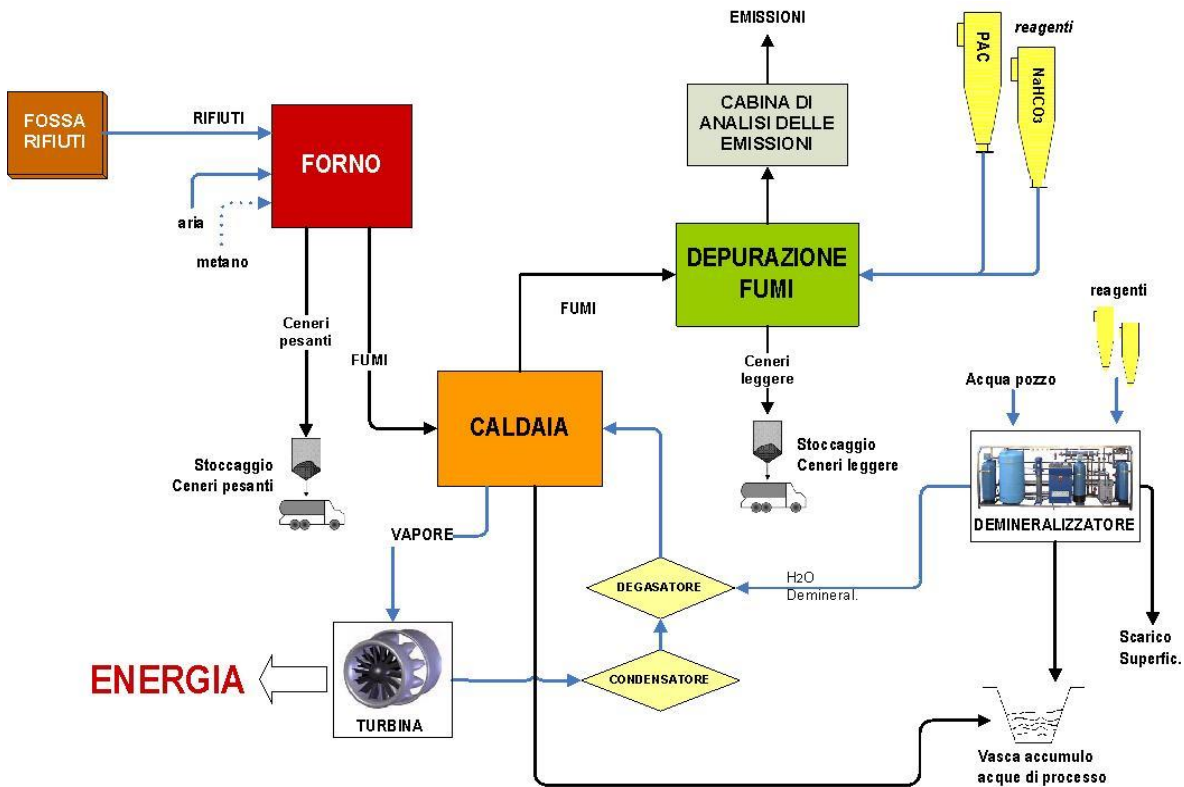 EMISSIONI
reagenti
PAC
NaHCO3
CABINA DI
ANALISI DELLE
EMISSIONI
FOSSA
RIFIUTI
RIFIUTI
FORNO
aria
metano
DEPURAZIONE
FUMI
FUMI
reagenti
Ceneri
pesanti
FUMI
Ceneri
leggere
Acqua pozzo
CALDAIA
Stoccaggio
Ceneri pesanti
Stoccaggio
Ceneri leggere
DEMINERALIZZATORE
VAPORE
DEGASATORE
H2O
Demineral.
Scarico
Superfic.
ENERGIA
CONDENSATORE
TURBINA
Vasca accumulo
acque di processo